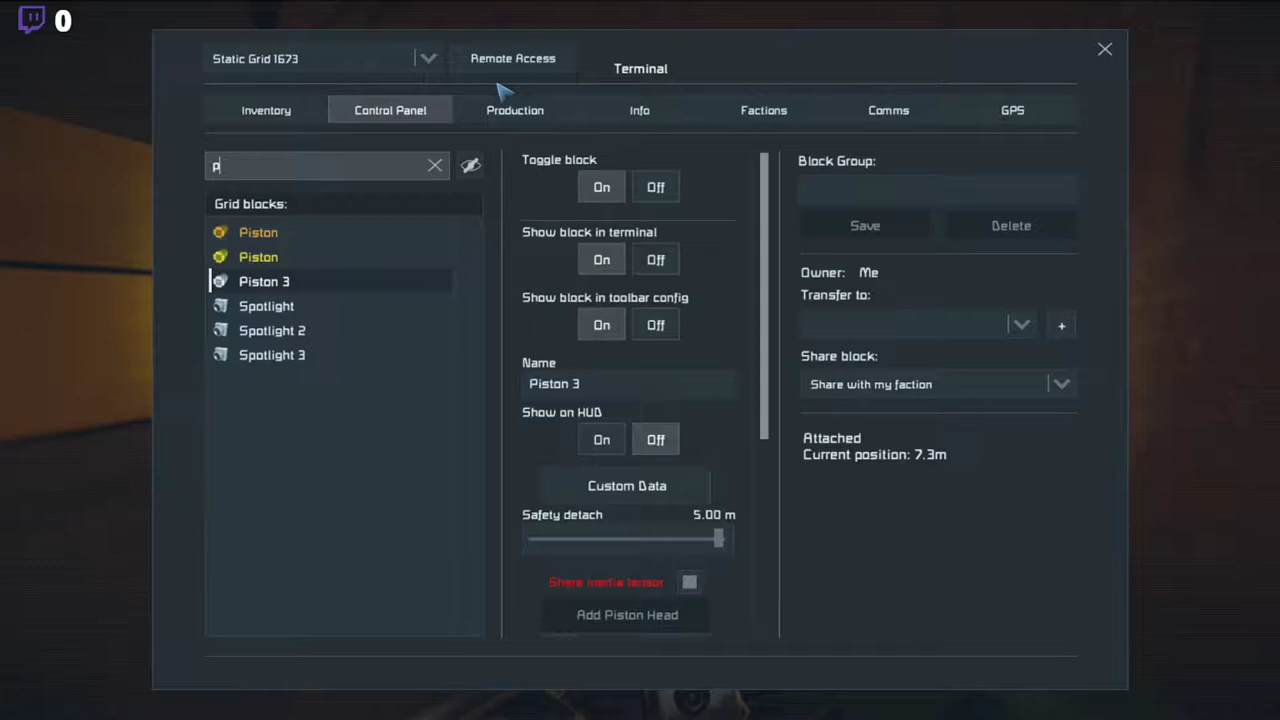 0
Static Grid 1673
Remote Access
Terminal
Inventory
Control Panel
Production
Info
Factions
Comms
GPS
p
Grid blocks:
Piston
Piston
Piston 3
Spotlight
Spotlight 2
Spotlight 3
Toggle block
On
Off
Show block in terminal
On
Off
Show block in toolbar config
On
Off
Name
Piston 3
Show on HUD
On
Off
Custom Data
Safety detach 5.00 m
Share inertia tensor
Add Piston Head
Block Group:
Save
Delete
Owner: Me
Transfer to:
+
Share block:
Share with my faction
Attached
Current position: 7.3m